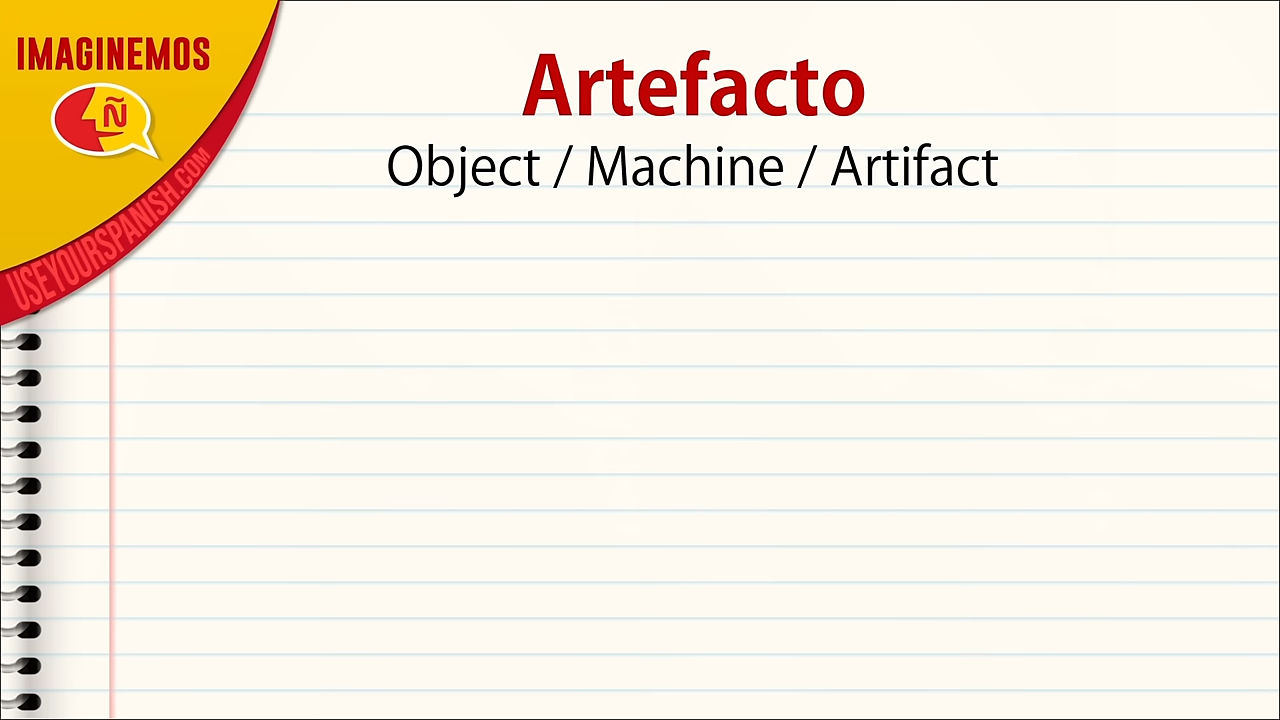 IMAGINEMOS
Ñ
USEYOURSPANISH.COM
Artefacto
Object / Machine / Artifact